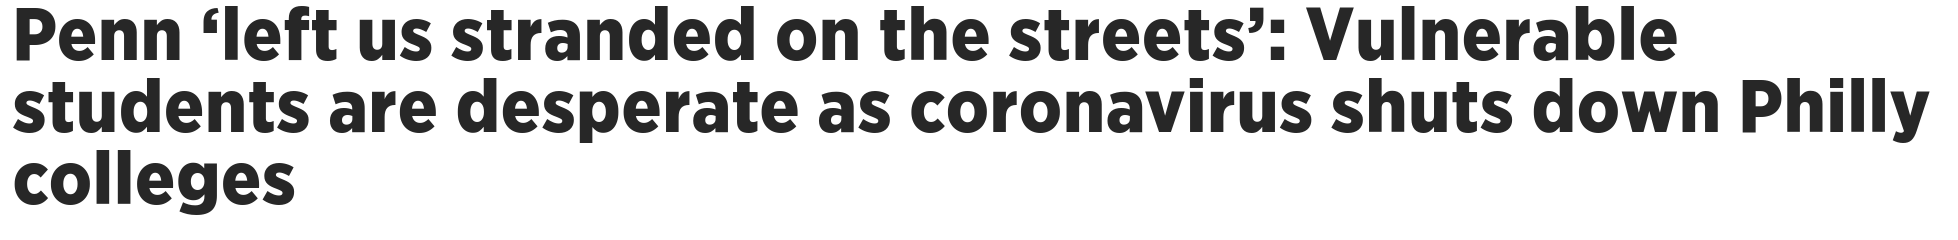 Penn ‘left us stranded on the streets’: Vulnerable
students are desperate as coronavirus shuts down Philly
colleges